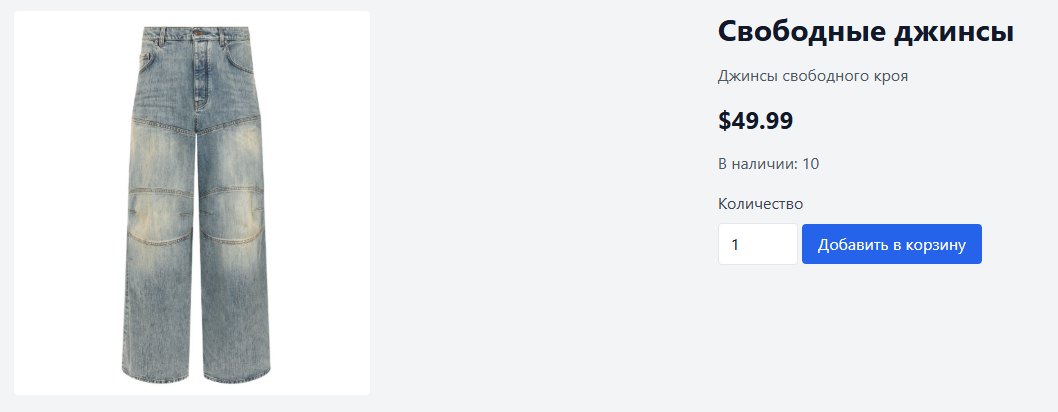 Свободные джинсы
Джинсы свободного кроя
$49.99
В наличии: 10
Количество
1
Добавить в корзину